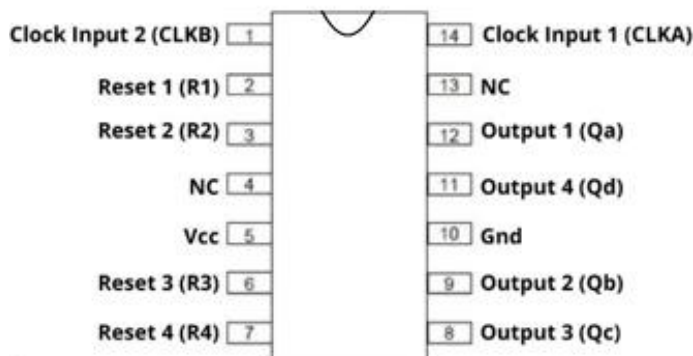 Clock Input 2 (CLKB) 1 14 Clock Input 1 (CLKA)
Reset 1 (R1) 2 13 NC
Reset 2 (R2) 3 12 Output 1 (Qa)
NC 4 11 Output 4 (Qd)
Vcc 5 10 Gnd
Reset 3 (R3) 6 9 Output 2 (Qb)
Reset 4 (R4) 7 8 Output 3 (Qc)